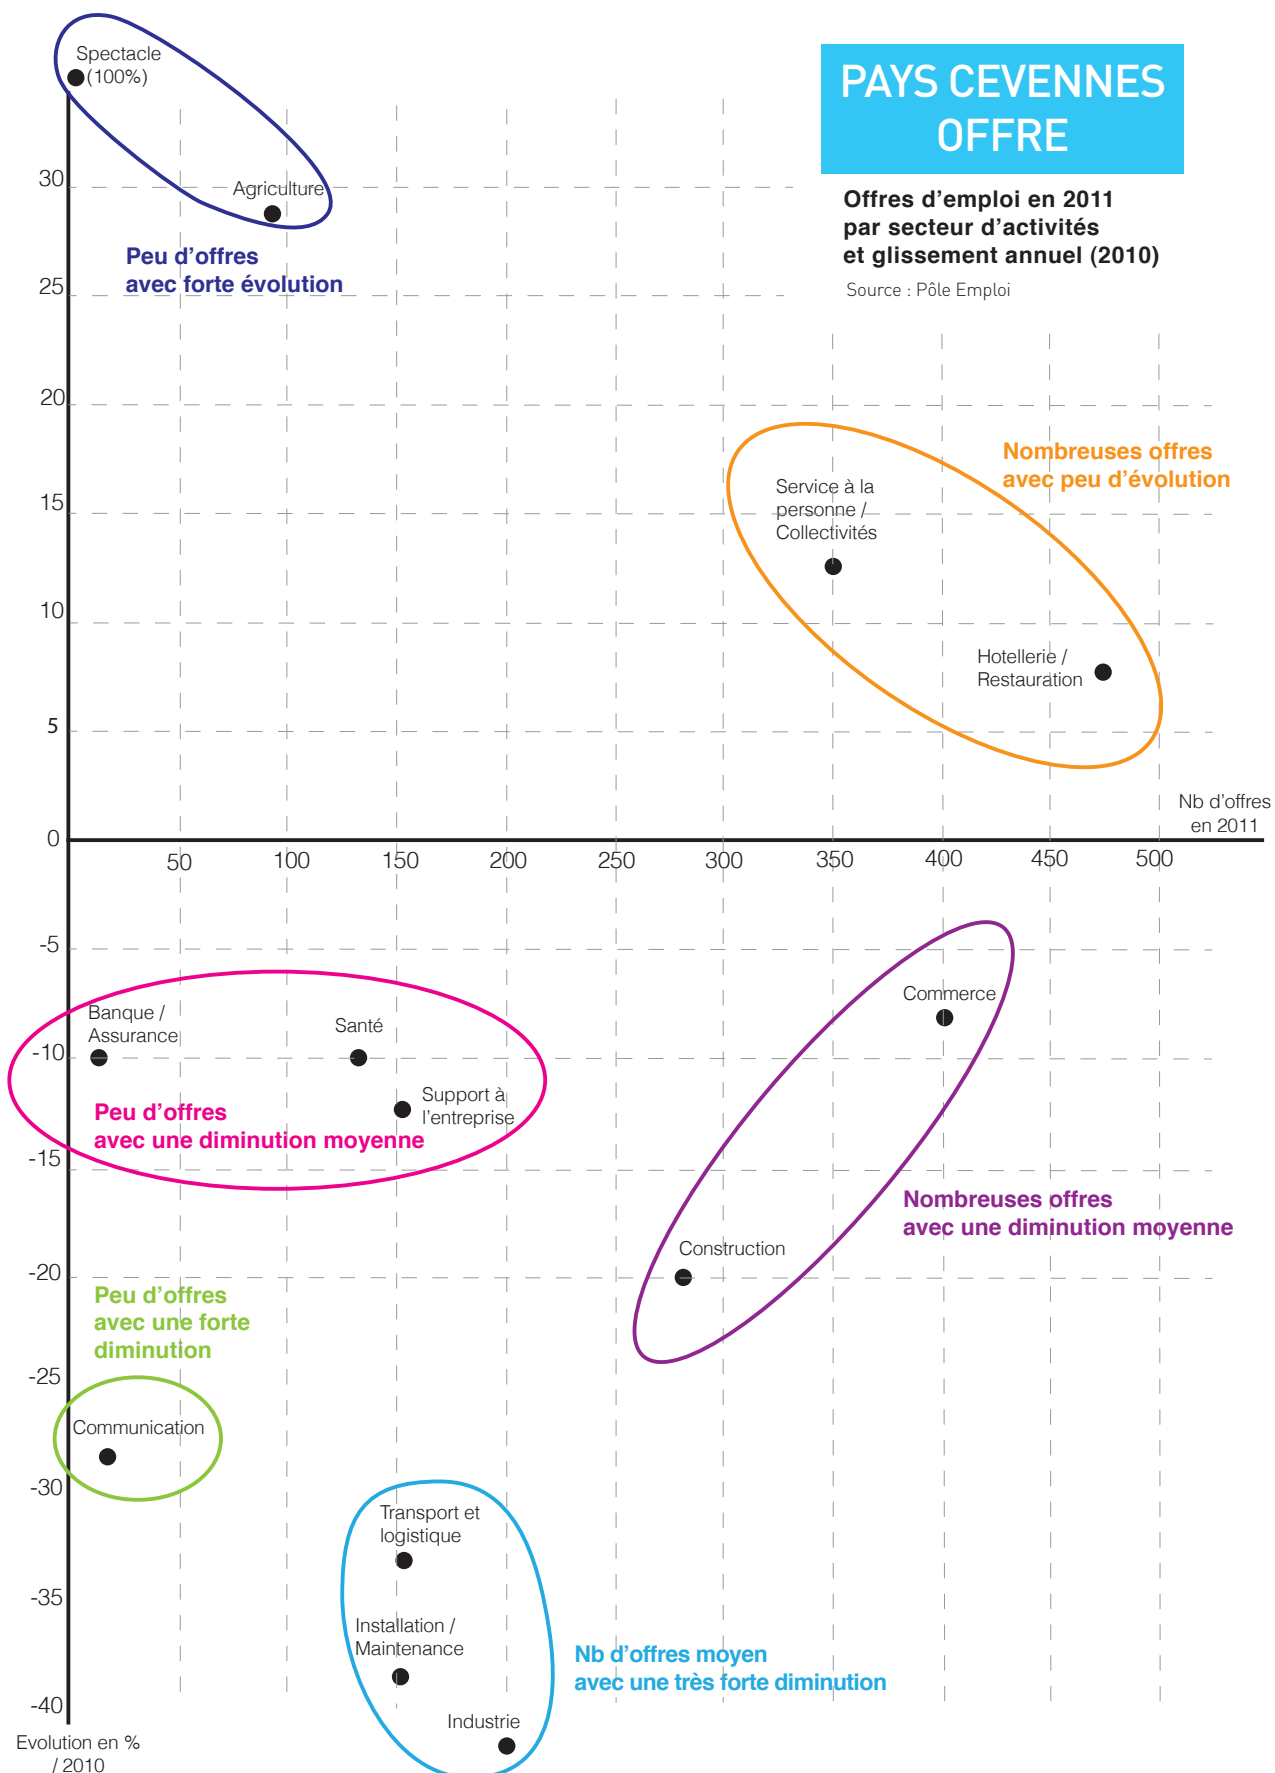 PAYS CEVENNES
OFFRE
Offres d'emploi en 2011
par secteur d'activités
et glissement annuel (2010)
Source : Pôle Emploi
Spectacle
(100%)
30
Agriculture
Peu d'offres
avec forte évolution
25
20
Nombreuses offres
avec peu d'évolution
Service à la
personne /
Collectivités
15
10
Hotellerie /
Restauration
5
Nb d'offres
en 2011
0
50
100
150
200
250
300
350
400
450
500
-5
Commerce
Banque /
Assurance
Santé
-10
Support à
l'entreprise
Peu d'offres
avec une diminution moyenne
-15
Nombreuses offres
avec une diminution moyenne
Construction
-20
Peu d'offres
avec une forte
diminution
-25
Communication
-30
Transport et
logistique
-35
Installation /
Maintenance
Nb d'offres moyen
avec une très forte diminution
-40
Industrie
Evolution en %
/ 2010